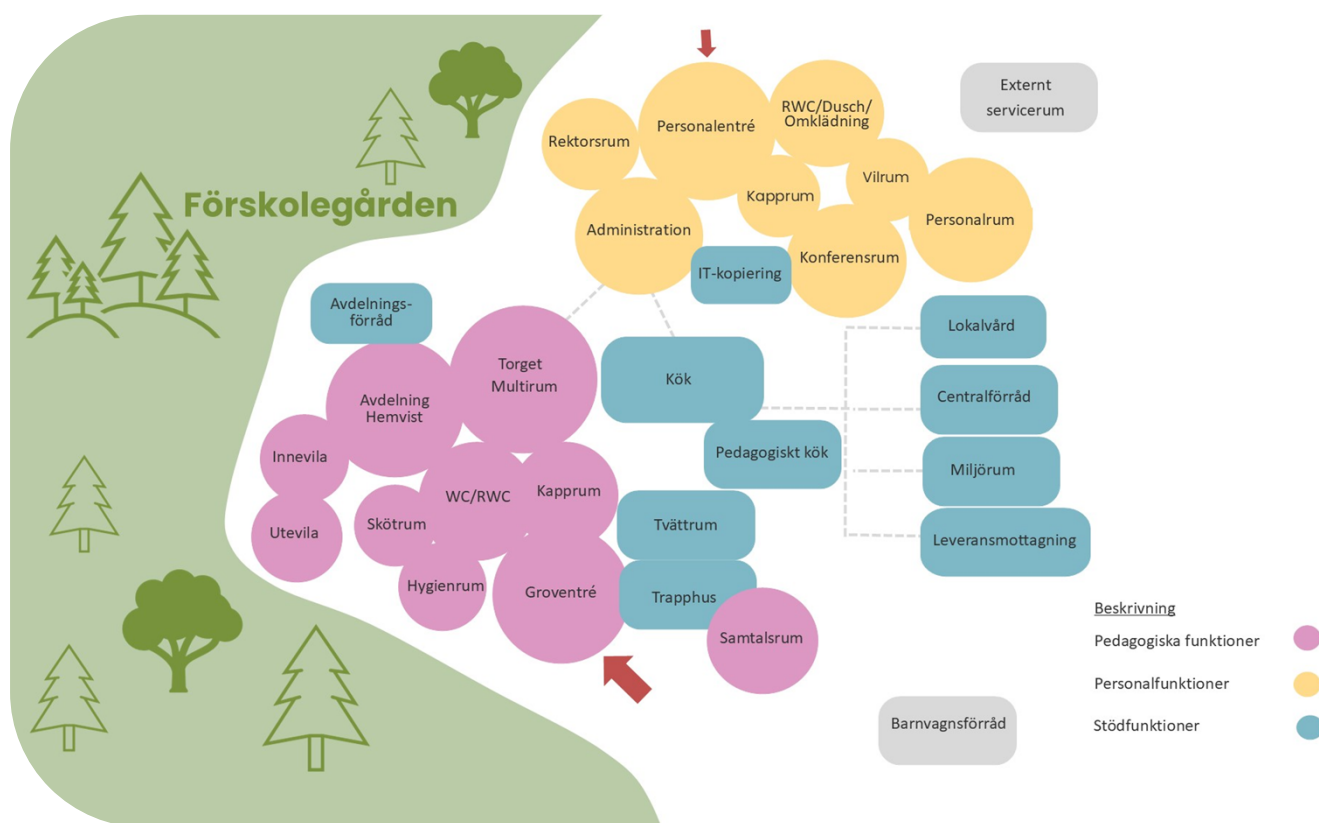 Förskolegården
Rektorsrum
Personalentré
RWC/Dusch/
Omklädning
Kapprum
Vilrum
Personalrum
Administration
IT-kopiering
Konferensrum
Externt
servicerum
Avdelnings-
förråd
Torget
Multirum
Avdelning
Hemvist
Innevila
Utevila
Skötrum
WC/RWC
Kapprum
Hygienrum
Groventré
Kök
Pedagogiskt kök
Tvättrum
Trapphus
Samtalsrum
Lokalvård
Centralförråd
Miljörum
Leveransmottagning
Barnvagnsförråd
Beskrivning
Pedagogiska funktioner
Personalfunktioner
Stödfunktioner